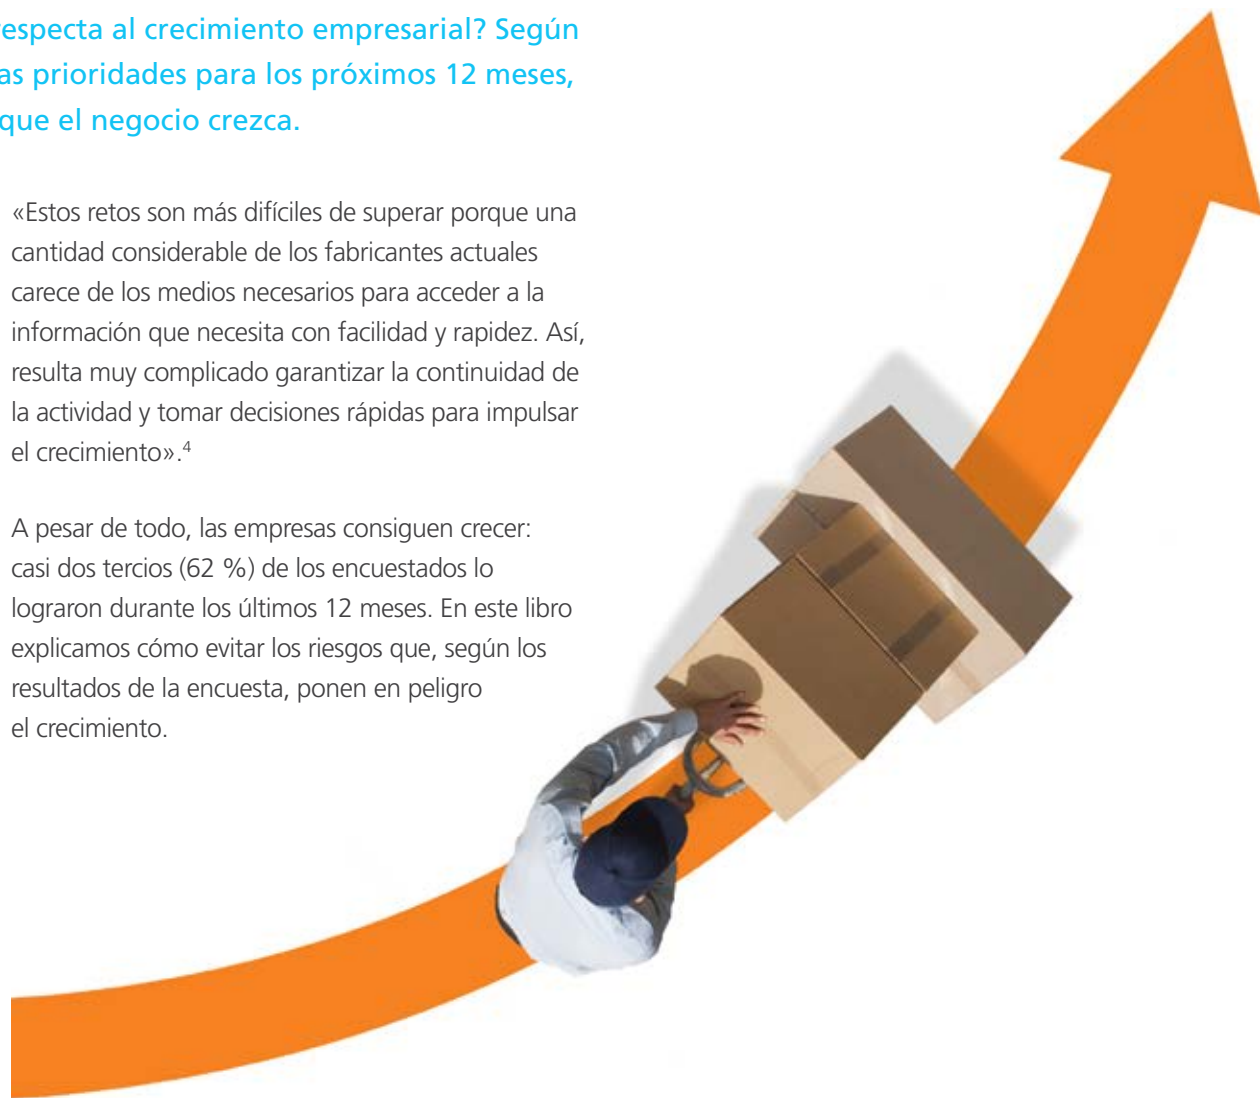 respecta al crecimiento empresarial? Según
as prioridades para los próximos 12 meses,
que el negocio crezca.
«Estos retos son más difíciles de superar porque una
cantidad considerable de los fabricantes actuales
carece de los medios necesarios para acceder a la
información que necesita con facilidad y rapidez. Así,
resulta muy complicado garantizar la continuidad de
la actividad y tomar decisiones rápidas para impulsar
el crecimiento».⁴
A pesar de todo, las empresas consiguen crecer:
casi dos tercios (62 %) de los encuestados lo
lograron durante los últimos 12 meses. En este libro
explicamos cómo evitar los riesgos que, según los
resultados de la encuesta, ponen en peligro
el crecimiento.